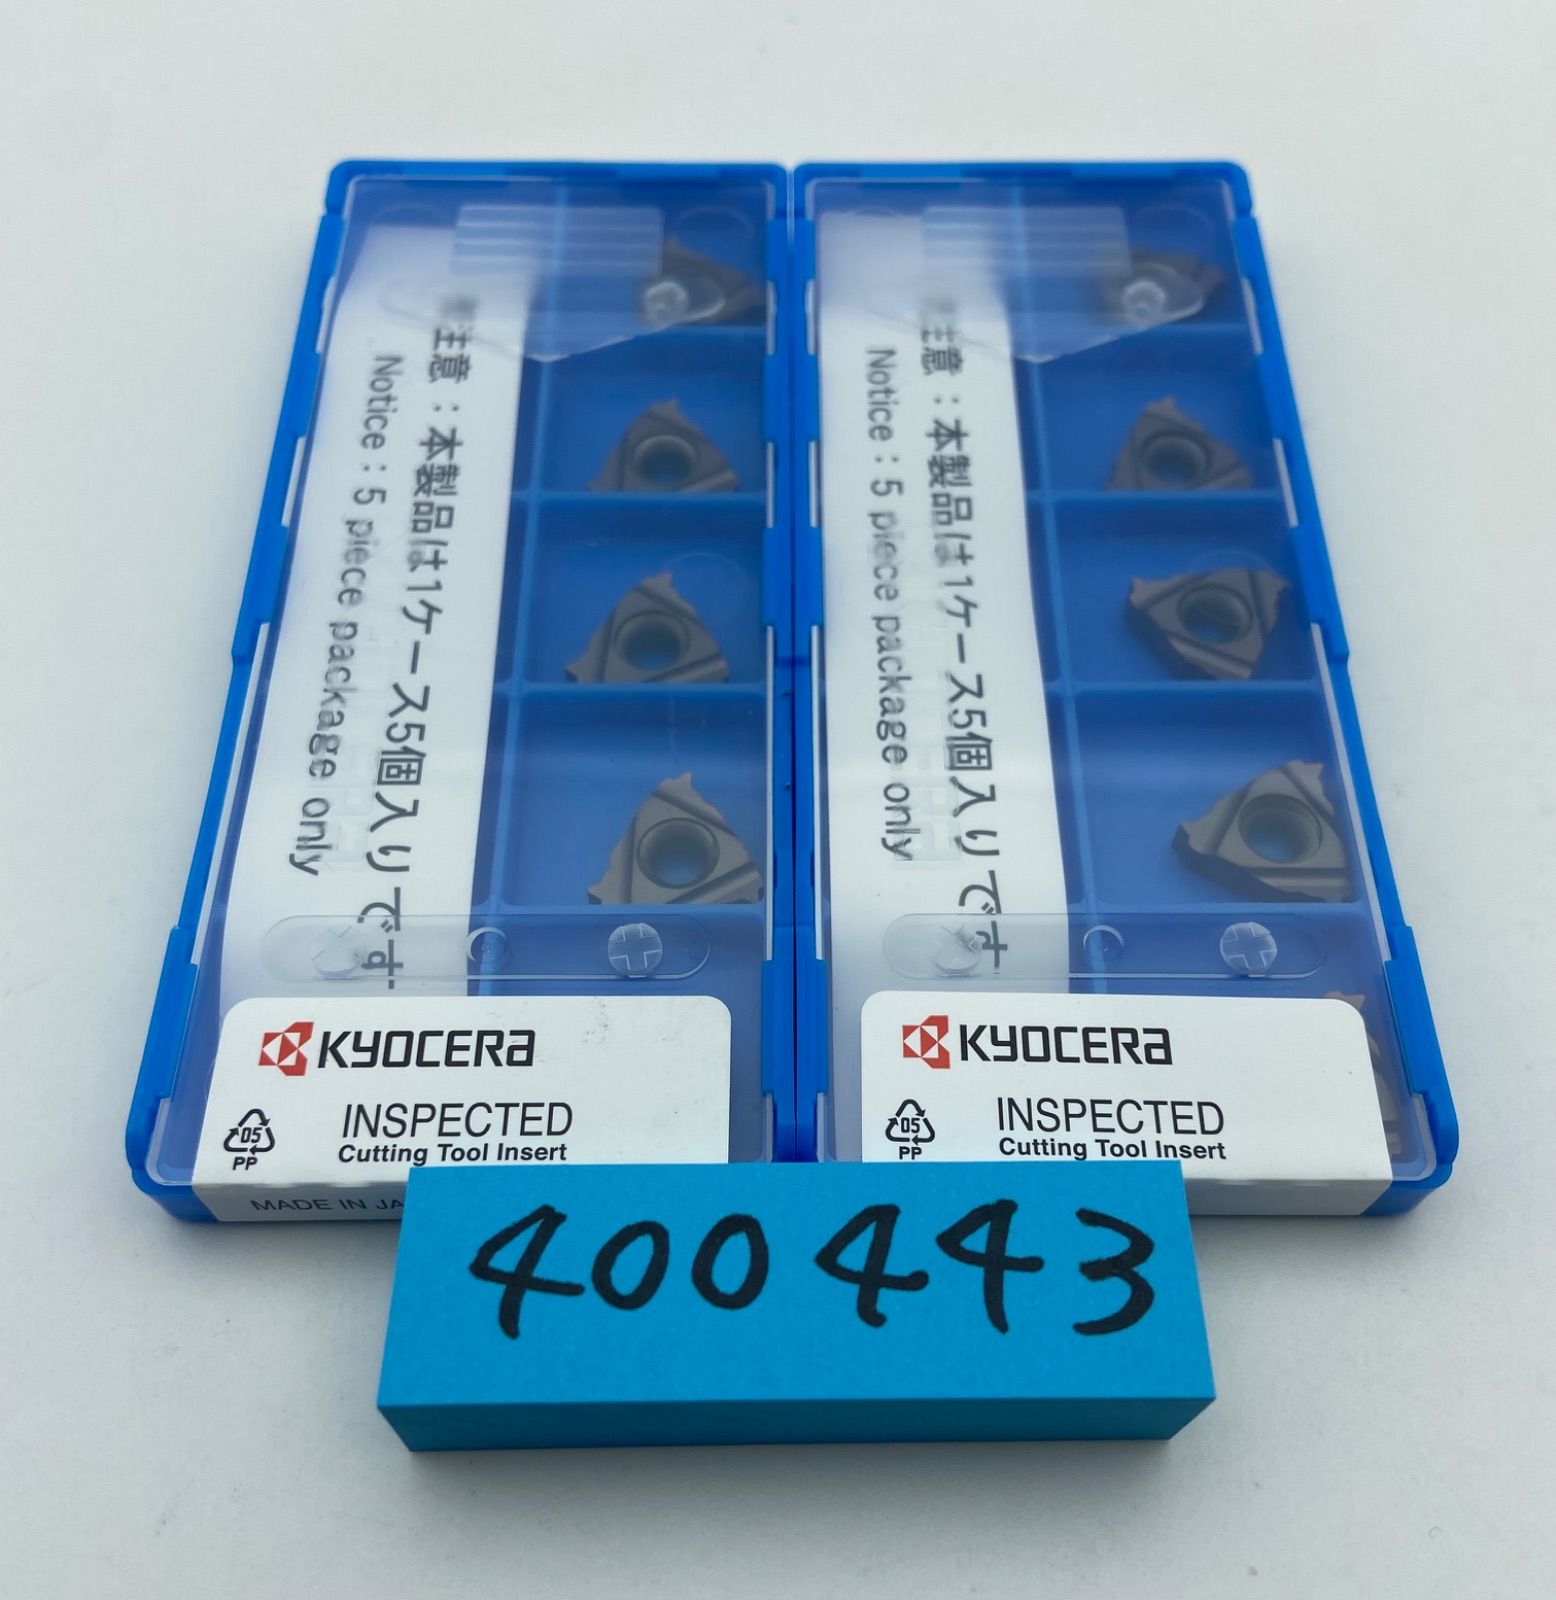 注意：本製品は1ケース5個入りです
Notice：5 piece package only
注意：本製品は1ケース5個入りです
Notice：5 piece package only
KYOCERA
INSPECTED
Cutting Tool Insert
05
PP
MADE IN JA
KYOCERA
INSPECTED
Cutting Tool Insert
05
PP
400443